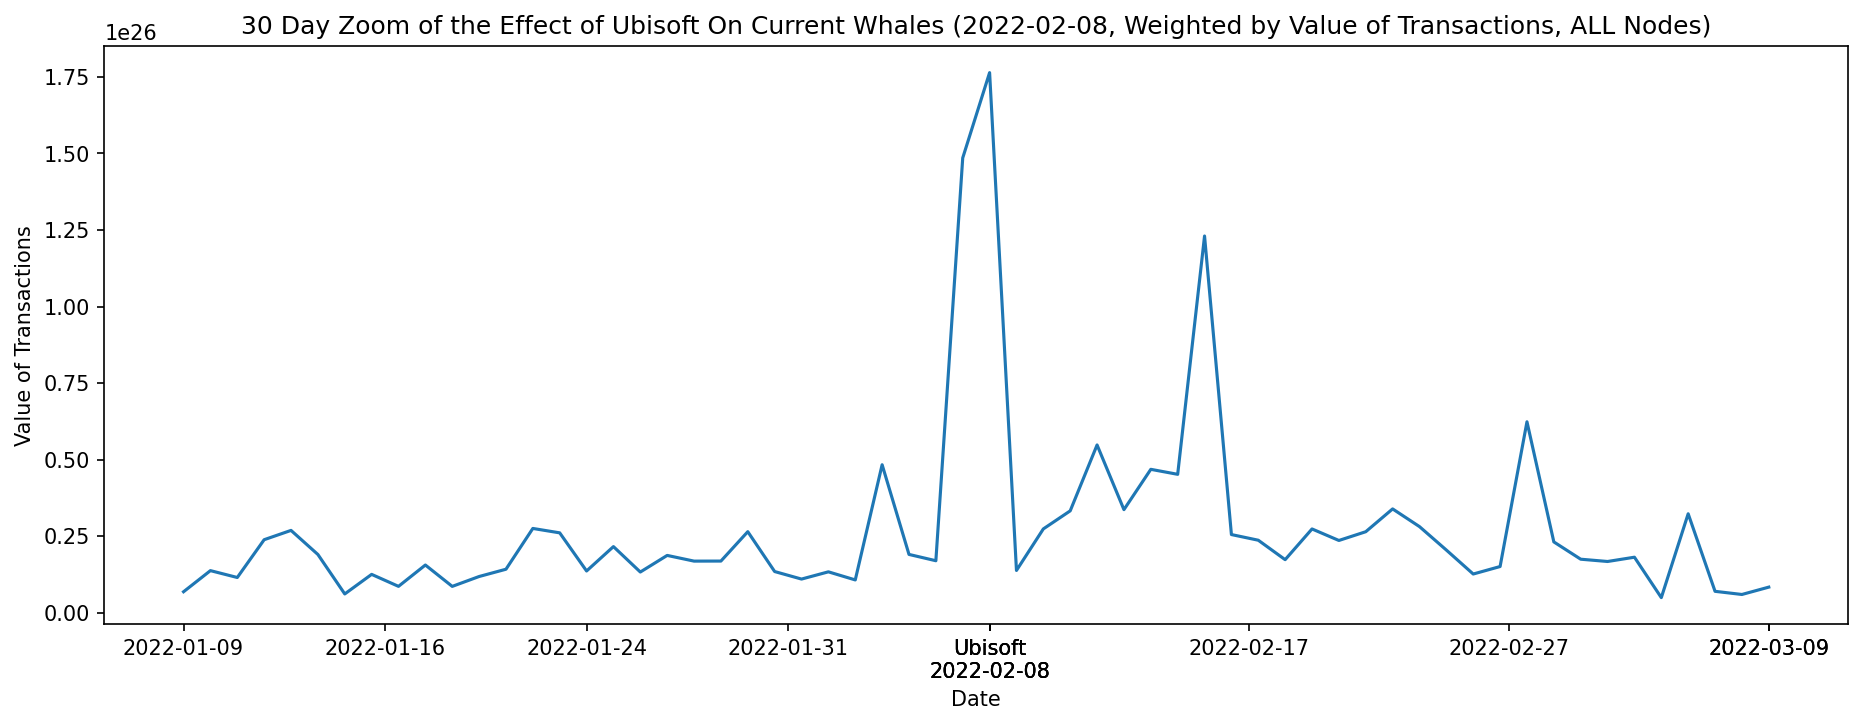 30 Day Zoom of the Effect of Ubisoft On Current Whales (2022-02-08, Weighted by Value of Transactions, ALL Nodes)
1e26
1.75
1.50
1.25
1.00
0.75
0.50
0.25
0.00
Value of Transactions
2022-01-09 2022-01-16 2022-01-24 2022-01-31 Ubisoft 2022-02-17 2022-02-27 2022-03-09
2022-02-08
Date